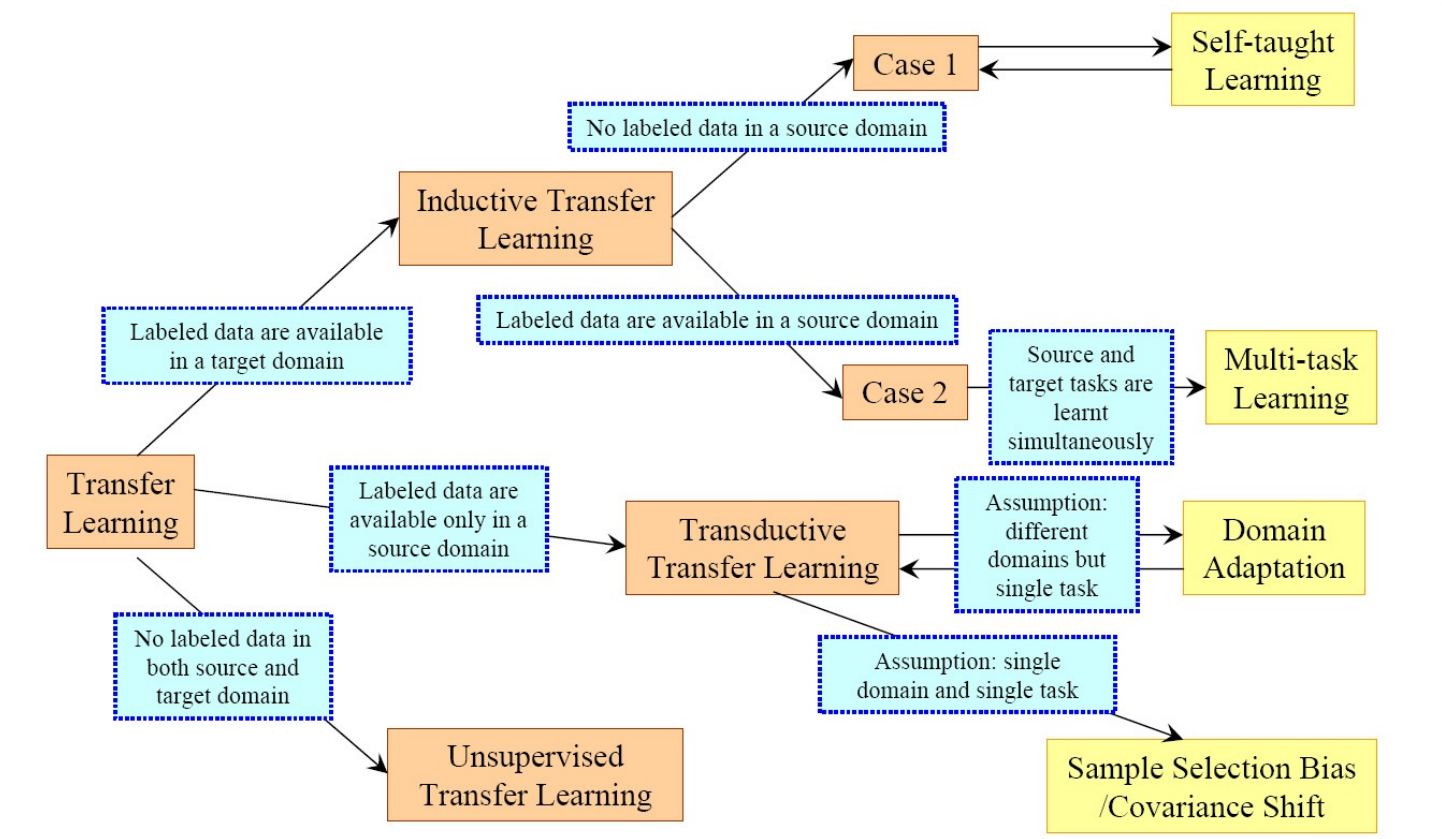 Case 1
Self-taught
Learning
No labeled data in a source domain
Inductive Transfer
Learning
Labeled data are available in a source domain
Labeled data are available
in a target domain
Case 2
Source and
target tasks are
learnt
simultaneously
Multi-task
Learning
Transfer
Learning
Labeled data are
available only in a
source domain
Transductive
Transfer Learning
Assumption:
different
domains but
single task
Domain
Adaptation
No labeled data in
both source and
target domain
Assumption: single
domain and single task
Unsupervised
Transfer Learning
Sample Selection Bias
/Covariance Shift